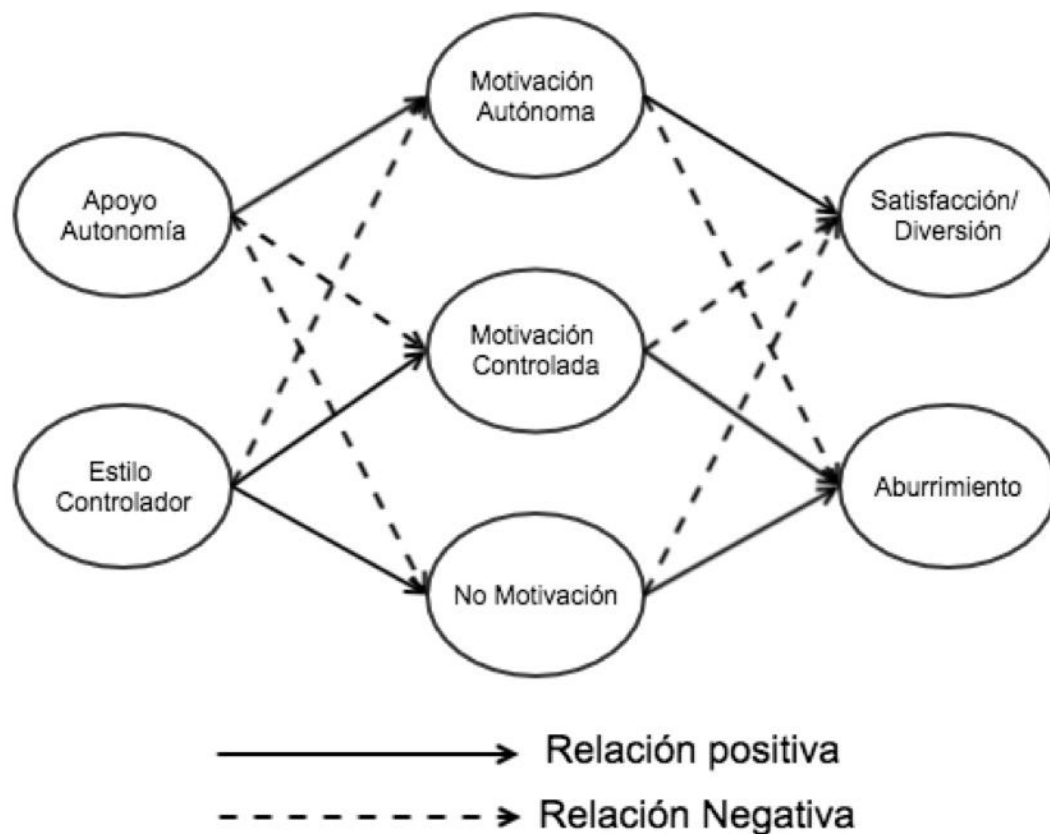 Motivación
Autónoma
Apoyo
Autonomía
Satisfacción/
Diversión
Motivación
Controlada
Estilo
Controlador
Aburrimiento
No Motivación
Relación positiva
Relación Negativa